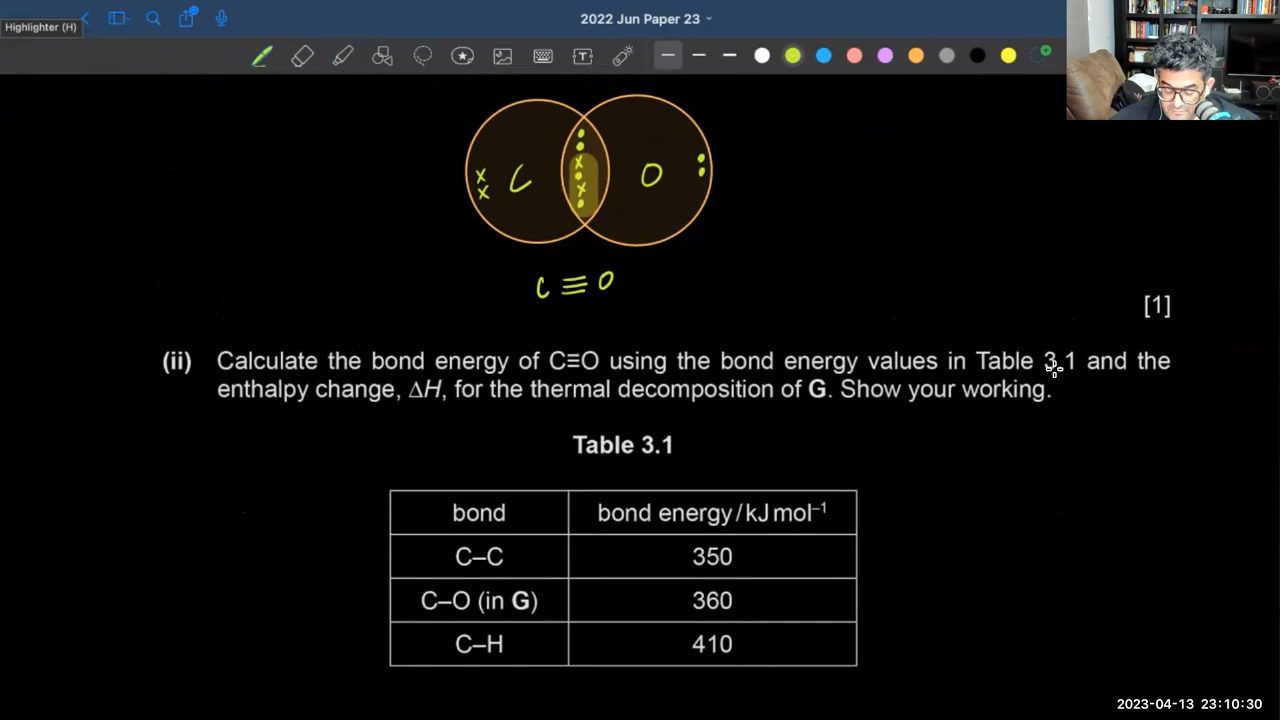 Highlighter (H)
2022 Jun Paper 23
T
x
x
C
x
x
O
C ≡ O
[1]
(ii) Calculate the bond energy of C≡O using the bond energy values in Table 3.1 and the
enthalpy change, ΔH, for the thermal decomposition of G. Show your working.
Table 3.1
bond bond energy / kJ mol⁻¹
C–C 350
C–O (in G) 360
C–H 410
2023-04-13 23:10:30